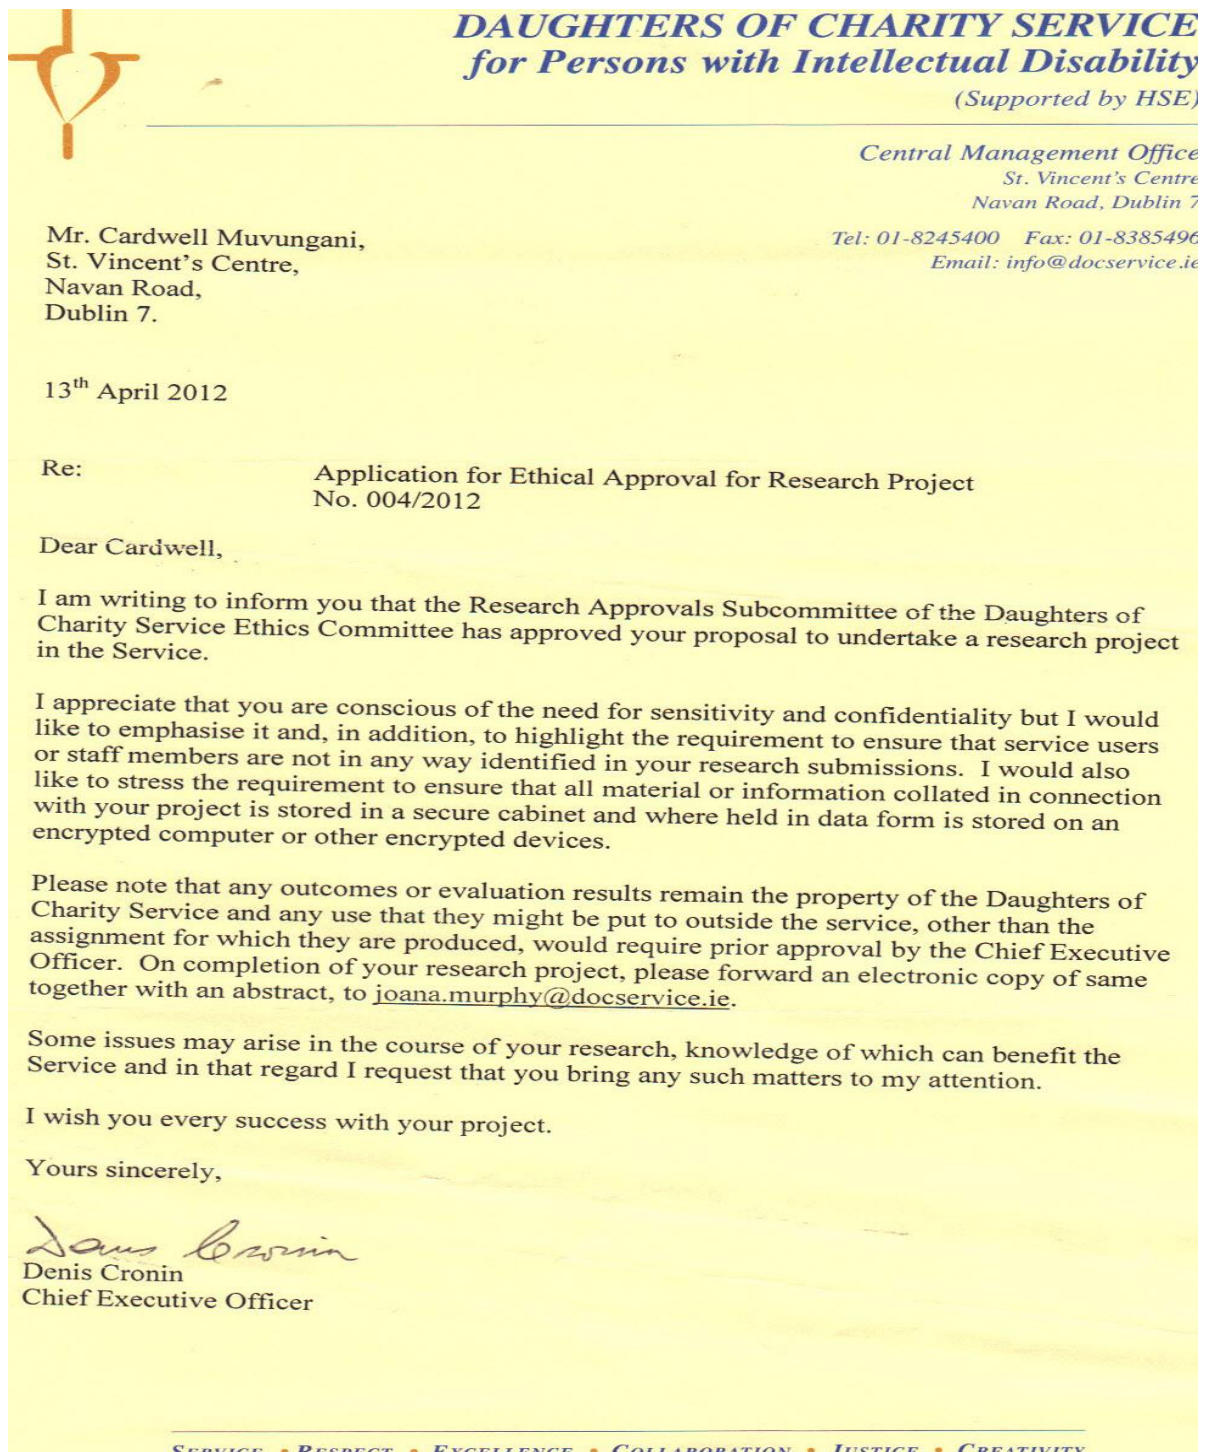 DAUGHTERS OF CHARITY SERVICE
for Persons with Intellectual Disability
(Supported by HSE)
Central Management Office
St. Vincent's Centre
Navan Road, Dublin 7
Tel: 01-8245400 Fax: 01-8385496
Email: info@docservice.ie
Mr. Cardwell Muvungani,
St. Vincent's Centre,
Navan Road,
Dublin 7.
13th April 2012
Re: Application for Ethical Approval for Research Project
No. 004/2012
Dear Cardwell,
I am writing to inform you that the Research Approvals Subcommittee of the Daughters of
Charity Service Ethics Committee has approved your proposal to undertake a research project
in the Service.
I appreciate that you are conscious of the need for sensitivity and confidentiality but I would
like to emphasise it and, in addition, to highlight the requirement to ensure that service users
or staff members are not in any way identified in your research submissions. I would also
like to stress the requirement to ensure that all material or information collated in connection
with your project is stored in a secure cabinet and where held in data form is stored on an
encrypted computer or other encrypted devices.
Please note that any outcomes or evaluation results remain the property of the Daughters of
Charity Service and any use that they might be put to outside the service, other than the
assignment for which they are produced, would require prior approval by the Chief Executive
Officer. On completion of your research project, please forward an electronic copy of same
together with an abstract, to joana.murphy@docservice.ie.
Some issues may arise in the course of your research, knowledge of which can benefit the
Service and in that regard I request that you bring any such matters to my attention.
I wish you every success with your project.
Yours sincerely,
Denis Cronin
Denis Cronin
Chief Executive Officer
SERVICE • RESPECT • EXCELLENCE • COLLABORATION • JUSTICE • CREATIVITY